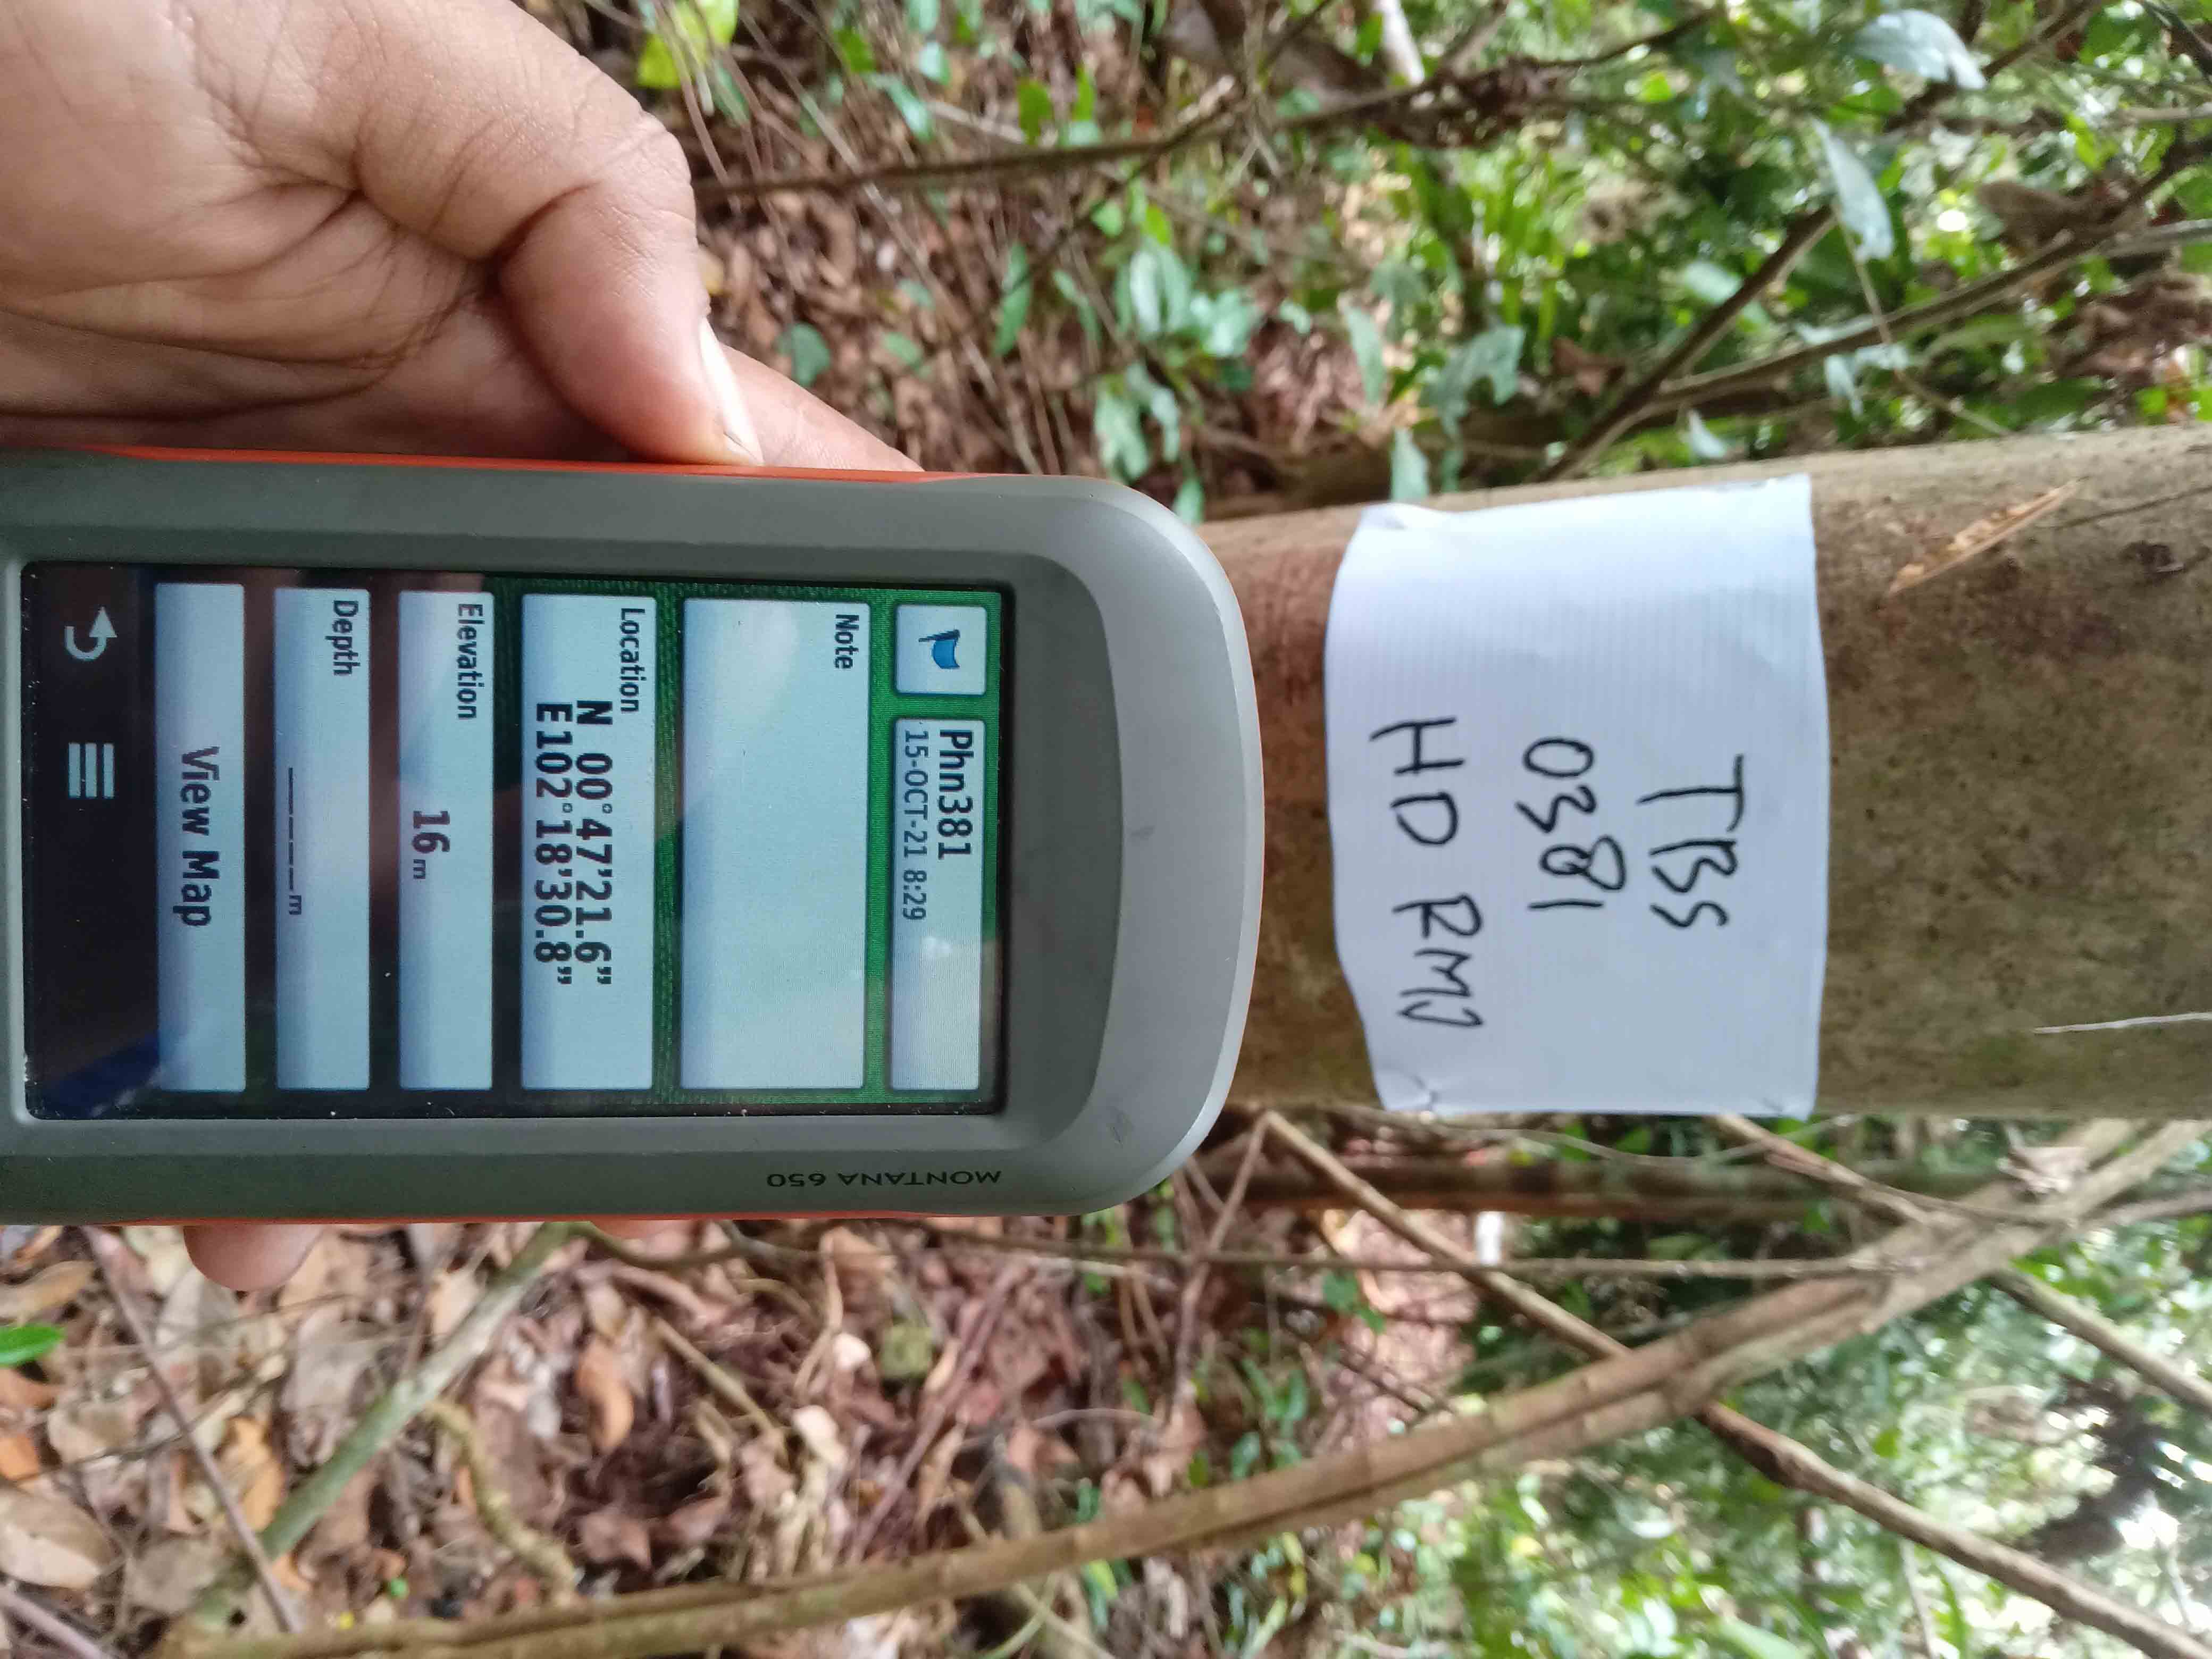 TBS
0381
HD RMJ
MONTANA 650
Phn381
15-OCT-21 8:29
Note
Location
N 00°47'21.6"
E102°18'30.8"
Elevation
16m
Depth
_____m
View Map